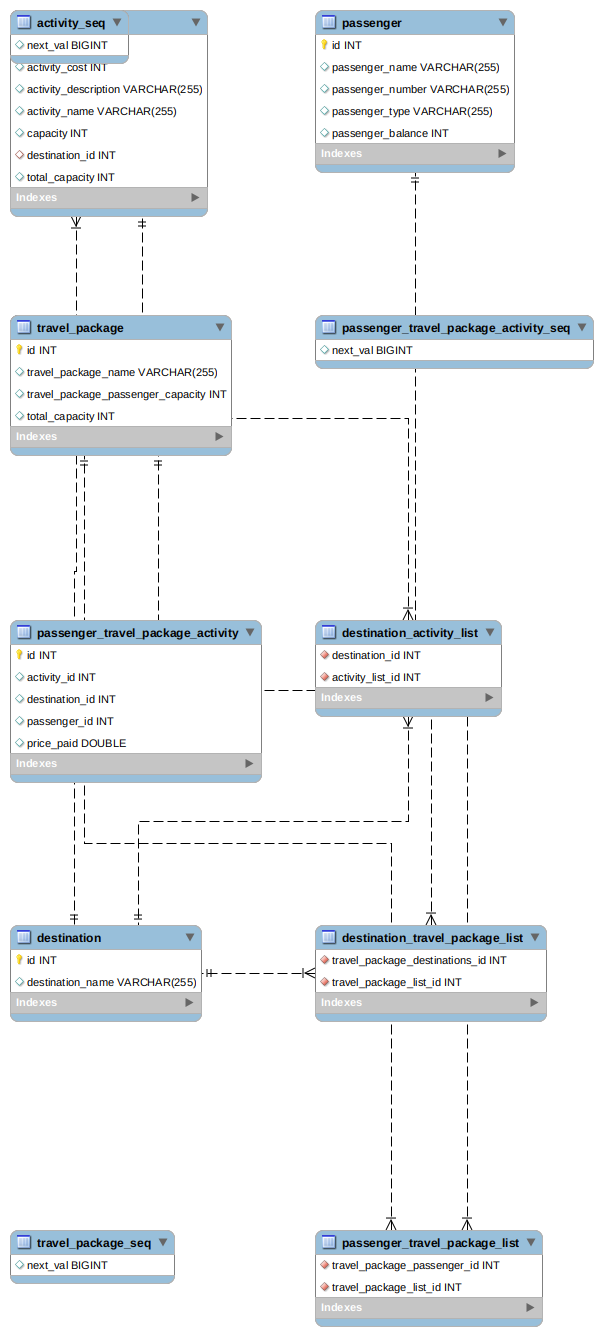 activity_seq
next_val BIGINT
activity_cost INT
activity_description VARCHAR(255)
activity_name VARCHAR(255)
capacity INT
destination_id INT
total_capacity INT
Indexes
passenger
id INT
passenger_name VARCHAR(255)
passenger_number VARCHAR(255)
passenger_type VARCHAR(255)
passenger_balance INT
Indexes
travel_package
id INT
travel_package_name VARCHAR(255)
travel_package_passenger_capacity INT
total_capacity INT
Indexes
passenger_travel_package_activity_seq
next_val BIGINT
passenger_travel_package_activity
id INT
activity_id INT
destination_id INT
passenger_id INT
price_paid DOUBLE
Indexes
destination_activity_list
destination_id INT
activity_list_id INT
Indexes
destination
id INT
destination_name VARCHAR(255)
Indexes
destination_travel_package_list
travel_package_destinations_id INT
travel_package_list_id INT
Indexes
travel_package_seq
next_val BIGINT
passenger_travel_package_list
travel_package_passenger_id INT
travel_package_list_id INT
Indexes